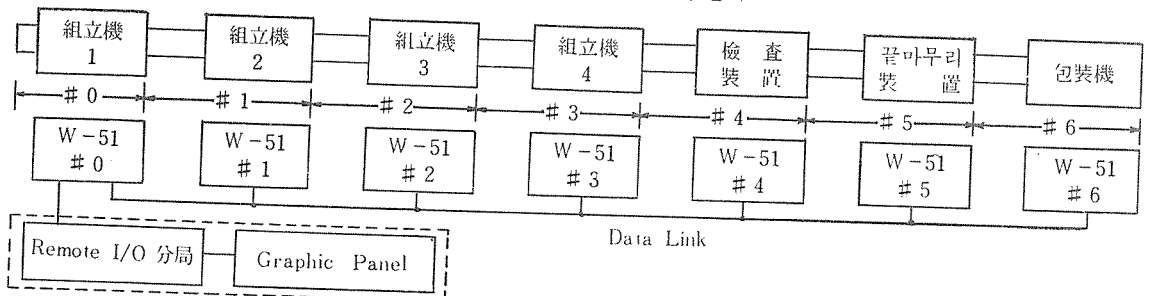 組立機
1
組立機
2
組立機
3
組立機
4
檢査
裝置
끝마무리
裝置
包裝機
#0
#1
#2
#3
#4
#5
#6
W-51
#0
W-51
#1
W-51
#2
W-51
#3
W-51
#4
W-51
#5
W-51
#6
Data Link
Remote I/O 分局
Graphic Panel